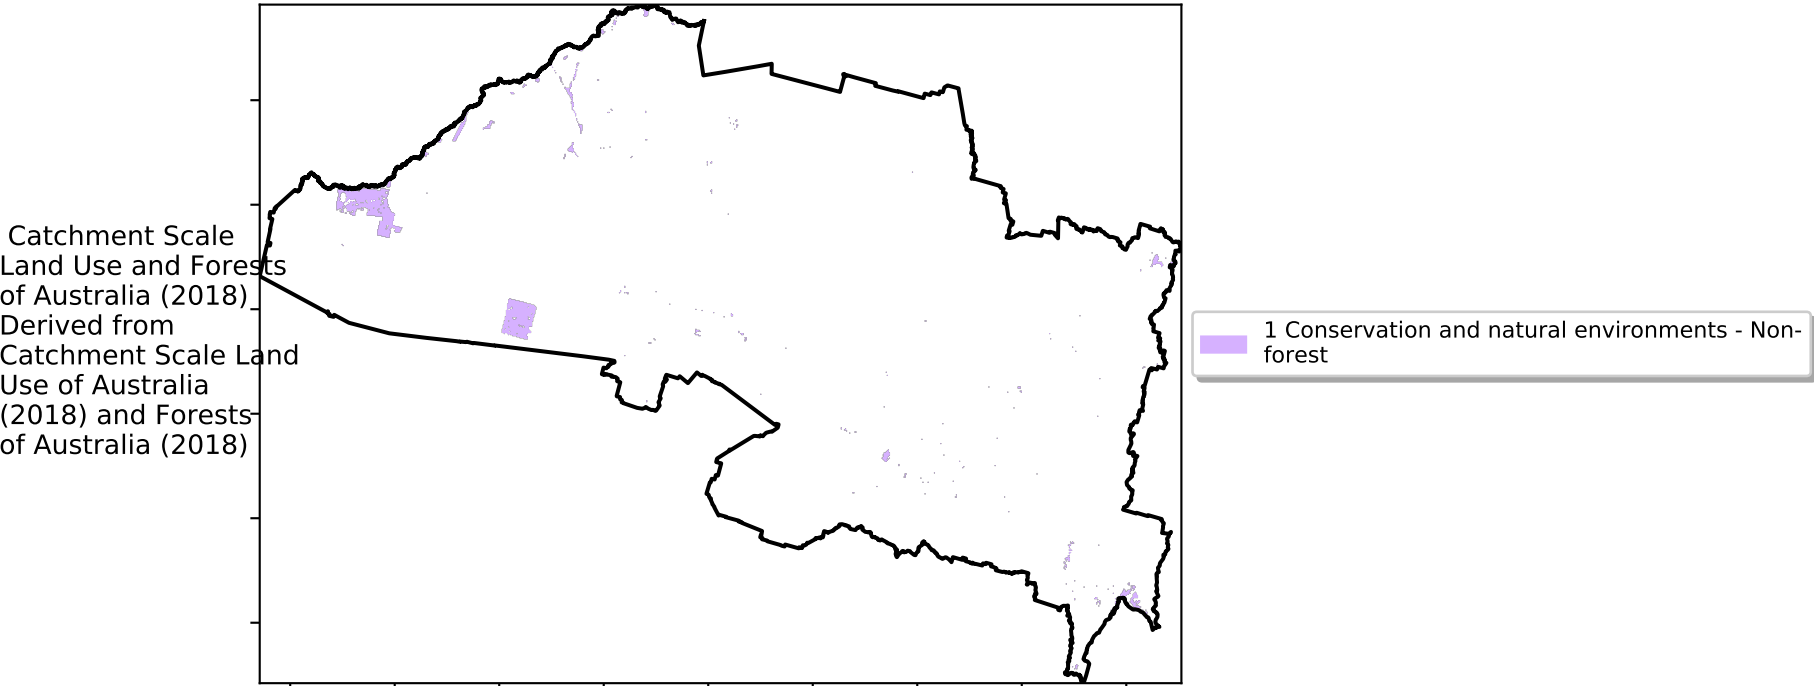 Catchment Scale
Land Use and Forests
of Australia (2018)
Derived from
Catchment Scale Land
Use of Australia
(2018) and Forests
of Australia (2018)
1 Conservation and natural environments - Non-
forest